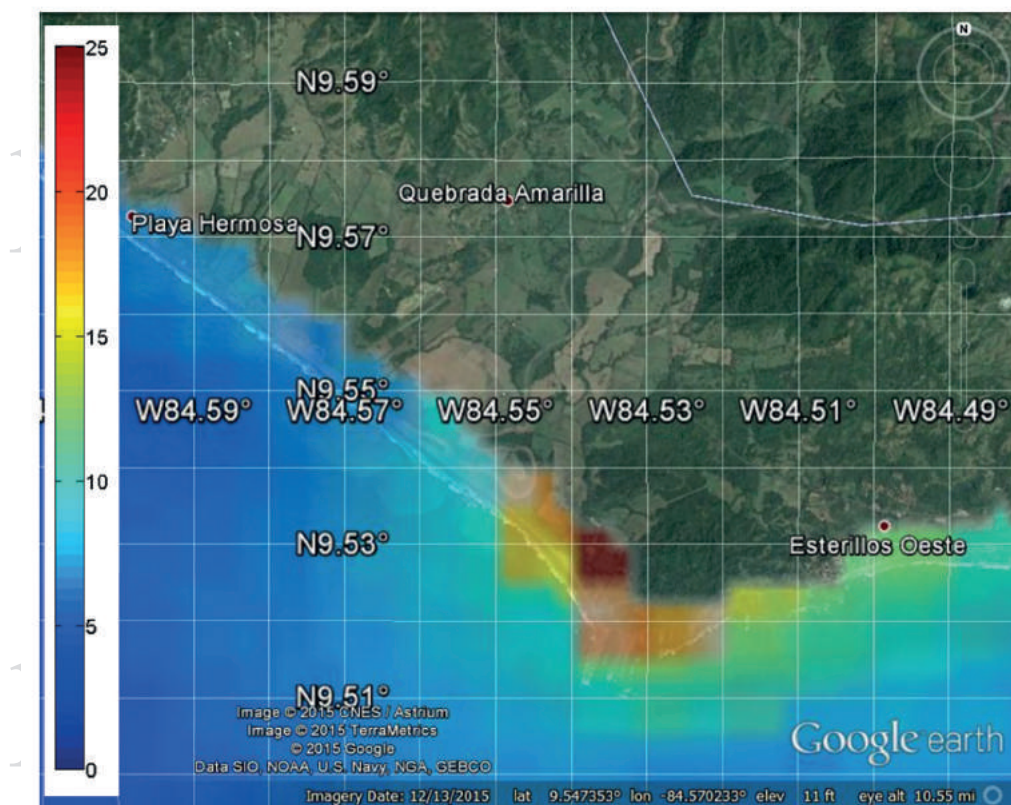 N
25
20
15
10
5
0
N9.59°
Quebrada Amarilla
Playa Hermosa
N9.57°
N9.55°
W84.59°
W84.57°
W84.55°
W84.53°
W84.51°
W84.49°
N9.53°
Esterillos Oeste
N9.51°
Image © 2015 CNES / Astrium
Image © 2015 TerraMetrics
© 2015 Google
Data SIO, NOAA, U.S. Navy, NGA, GEBCO
Google earth
Imagery Date: 12/13/2015 lat 9.547353° lon -84.570233° elev 11 ft eye alt 10.55 mi